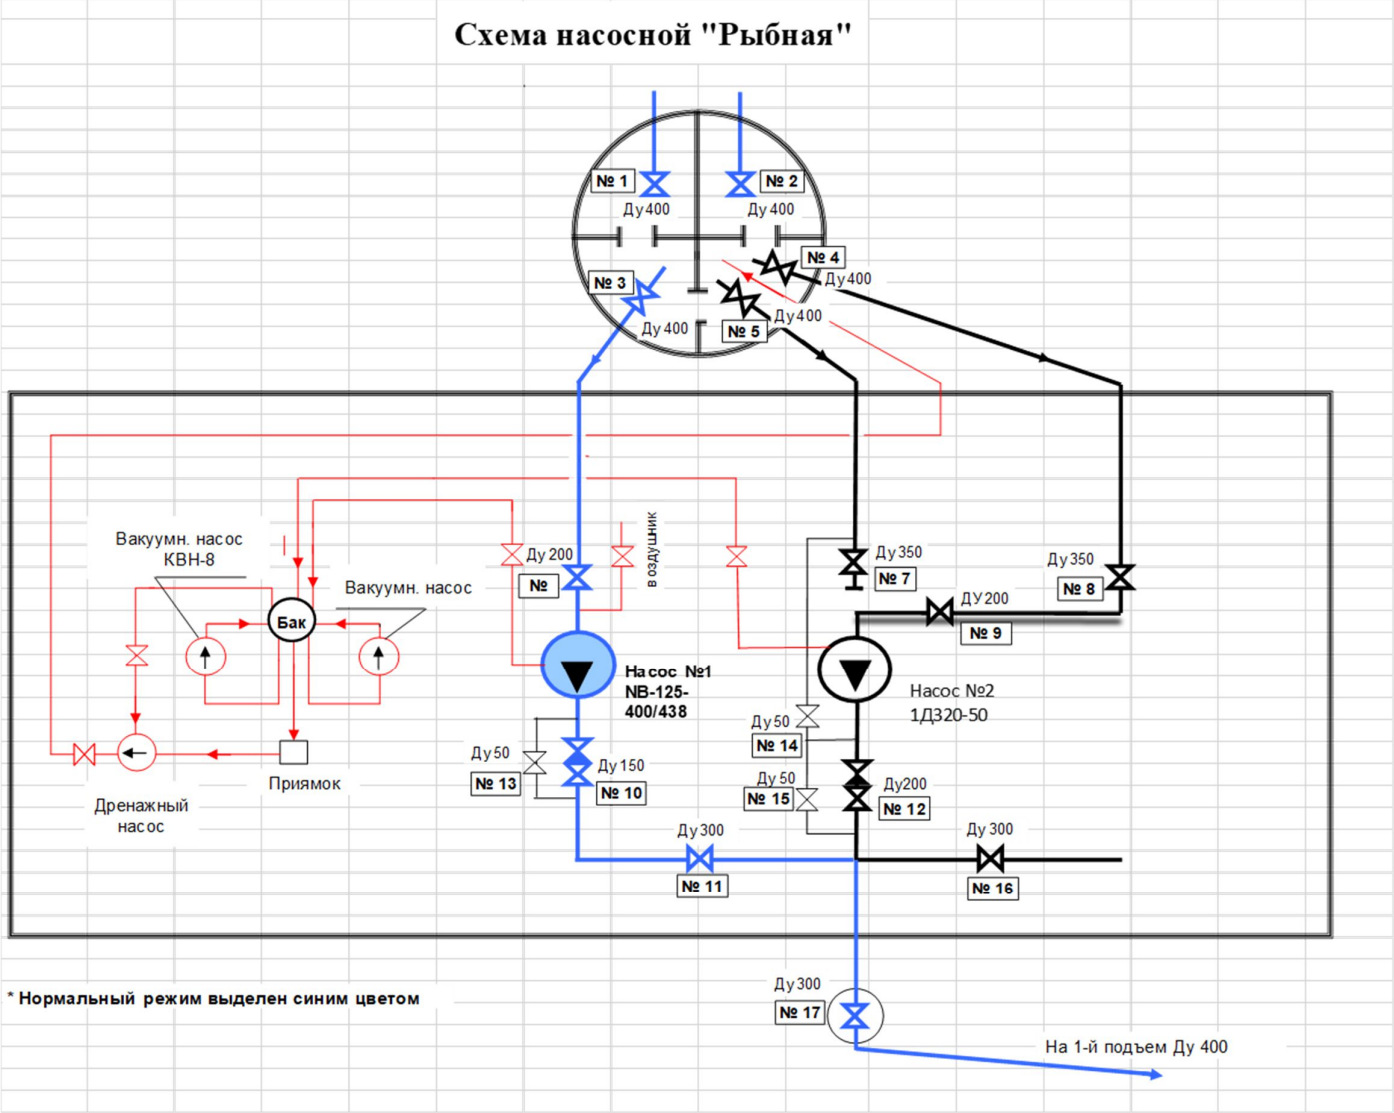 Схема насосной "Рыбная"
№ 1
№ 2
Ду 400
Ду 400
№ 3
№ 4
Ду 400
Ду 400
№ 5
Ду 400
Вакуумн. насос
КВН-8
Вакуумн. насос
Бак
Ду 200
№
в оздушник
Ду 350
№ 7
Ду 350
№ 8
ДУ 200
№ 9
Насос №1
NB-125-
400/438
Насос №2
1Д320-50
Ду 50
№ 13
Ду 150
№ 10
Ду 50
№ 14
Ду 50
№ 15
Ду200
№ 12
Приямок
Дренажный
насос
Ду 300
№ 11
Ду 300
№ 16
* Нормальный режим выделен синим цветом
Ду 300
№ 17
На 1-й подъем Ду 400